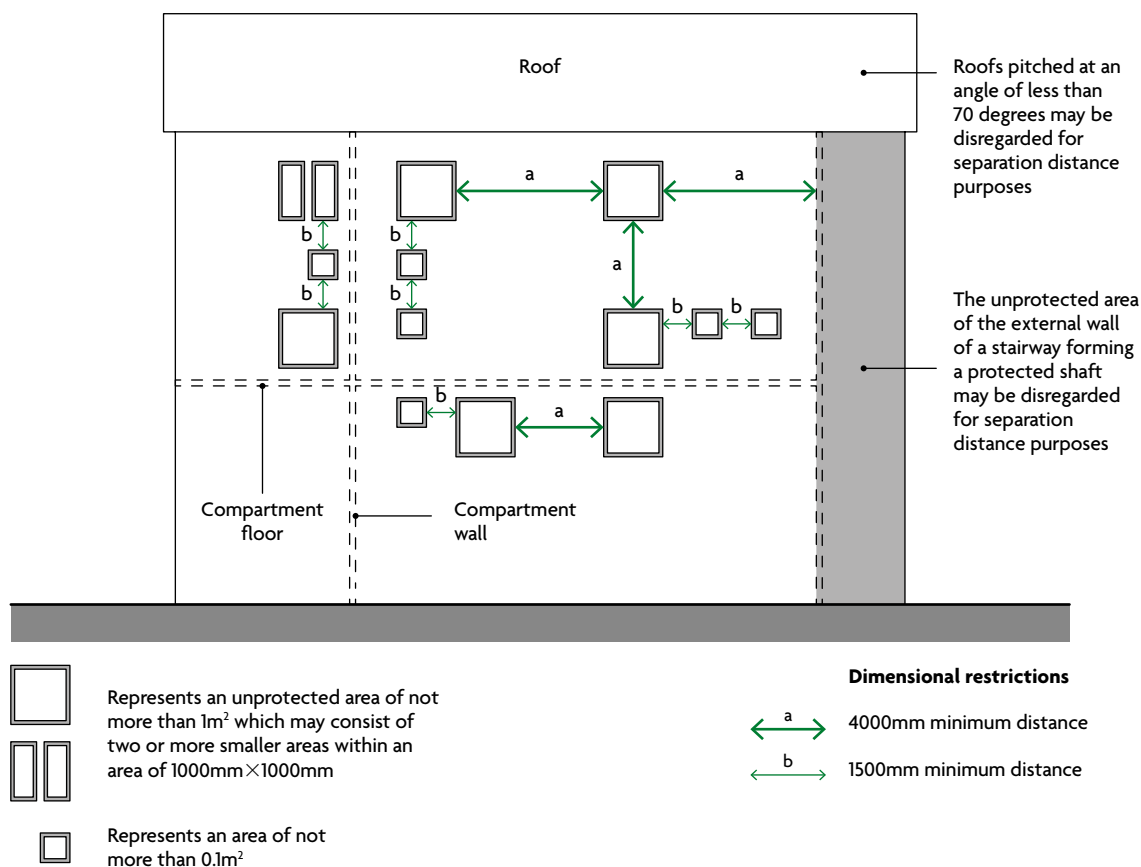 Roof
Roofs pitched at an
angle of less than
70 degrees may be
disregarded for
separation distance
purposes
a
a
b
b
a
b
b
b
b
The unprotected area
of the external wall
of a stairway forming
a protected shaft
may be disregarded
for separation
distance purposes
b
a
Compartment
floor
Compartment
wall
Represents an unprotected area of not
more than 1m² which may consist of
two or more smaller areas within an
area of 1000mm×1000mm
Represents an area of not
more than 0.1m²
Dimensional restrictions
a
4000mm minimum distance
b
1500mm minimum distance